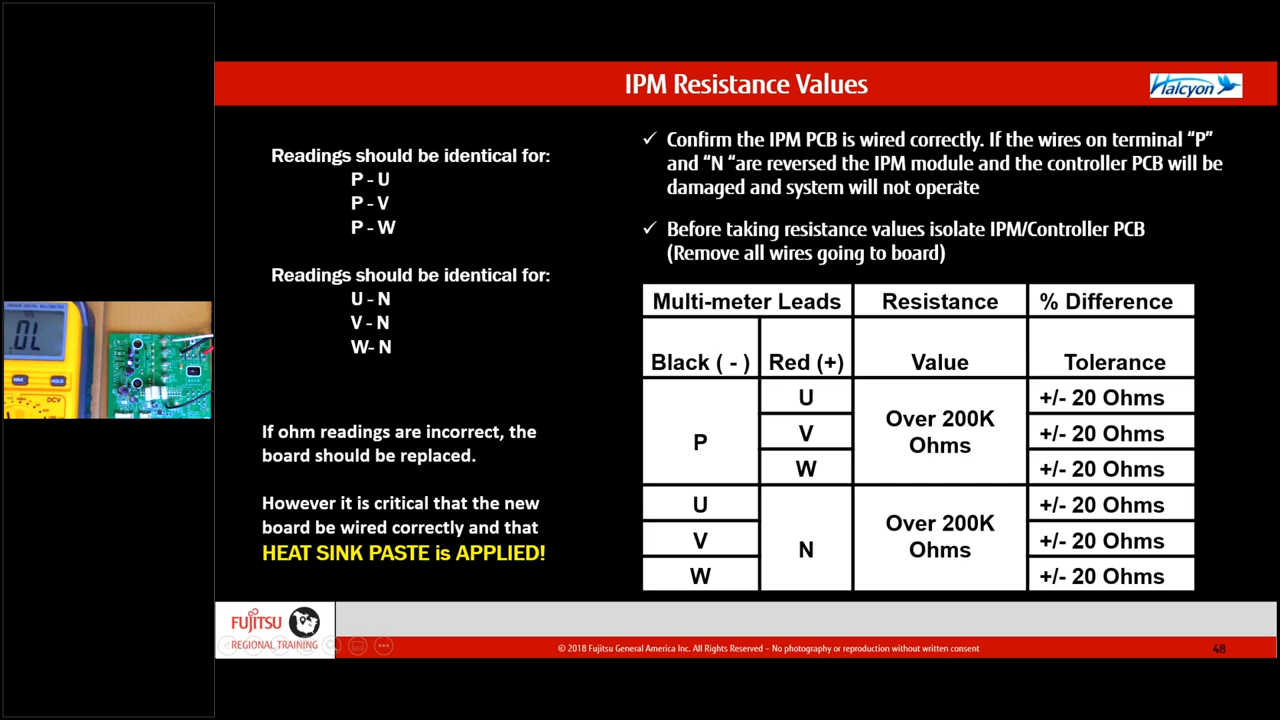 IPM Resistance Values
Halcyon
Readings should be identical for:
P - U
P - V
P - W
Readings should be identical for:
U - N
V - N
W- N
If ohm readings are incorrect, the
board should be replaced.
However it is critical that the new
board be wired correctly and that
HEAT SINK PASTE is APPLIED!
✓ Confirm the IPM PCB is wired correctly. If the wires on terminal “P”
and “N “are reversed the IPM module and the controller PCB will be
damaged and system will not operate
✓ Before taking resistance values isolate IPM/Controller PCB
(Remove all wires going to board)
Multi-meter Leads Resistance % Difference
Black ( - ) Red (+) Value Tolerance
P
U +/- 20 Ohms
V +/- 20 Ohms
W +/- 20 Ohms
Over 200K
Ohms
U +/- 20 Ohms
V +/- 20 Ohms
W +/- 20 Ohms
N
Over 200K
Ohms
.OL
MAX HOLD
DCV
FUJITSU
REGIONAL TRAINING
© 2018 Fujitsu General America Inc. All Rights Reserved – No photography or reproduction without written consent
48